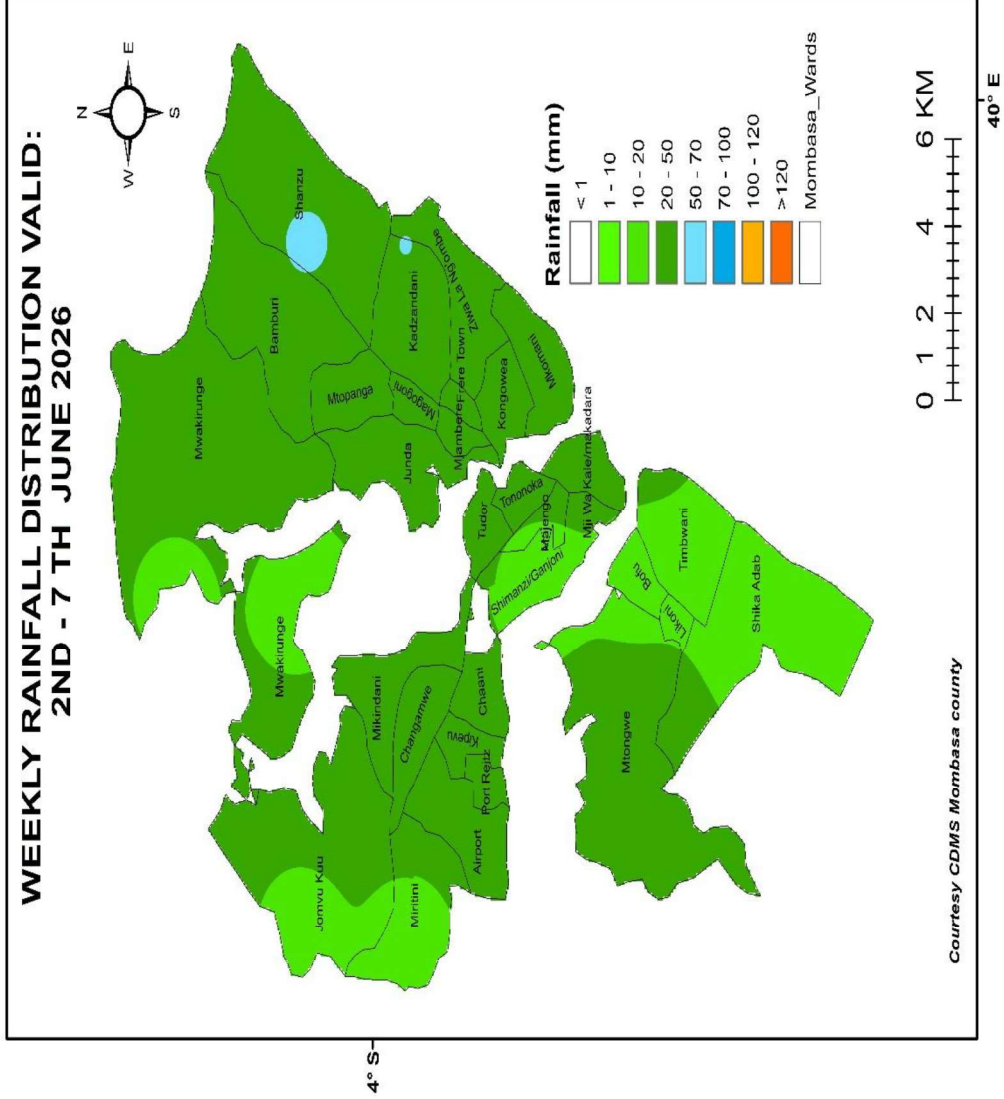 WEEKLY RAINFALL DISTRIBUTION VALID:
2ND - 7 TH JUNE 2026
N
W
E
S
Mwakirunge
Bamburi
Shanzu
Mtopanga
Kadzandani
Magogoni
Junda
Mjambere
Frere Town
Ziwa La Ng'ombe
Kongowea
Mkomani
Mwakirunge
Tudor
Tononoka
Majengo
Mji Wa Kale/makadara
Shimanzi/Ganjoni
Mikindani
Changamwe
Chaani
Kipevu
Port Reitz
Airport
Jomvu Kuu
Miritini
Bofu
Timbwani
Likoni
Shika Adab
Mtongwe
Rainfall (mm)
< 1
1 - 10
10 - 20
20 - 50
50 - 70
70 - 100
100 - 120
>120
Mombasa_Wards
0 1 2 4 6 KM
Courtesy CDMS Mombasa county
4° S
40° E